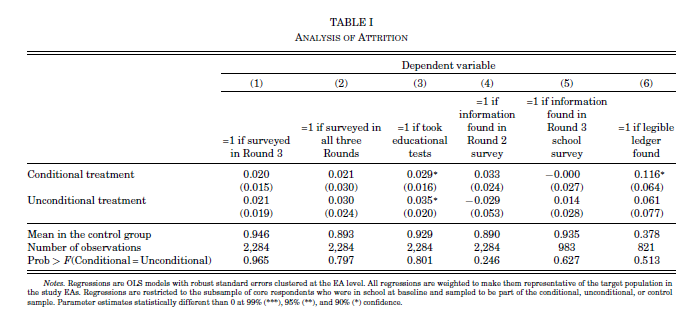 TABLE I
ANALYSIS OF ATTRITION
Dependent variable
(1) (2) (3) (4) (5) (6)
=1 if surveyed in Round 3
=1 if surveyed in all three Rounds
=1 if took educational tests
=1 if information found in Round 2 survey
=1 if information found in Round 3 school survey
=1 if legible ledger found
Conditional treatment 0.020 0.021 0.029* 0.033 −0.000 0.116*
(0.015) (0.030) (0.016) (0.024) (0.027) (0.064)
Unconditional treatment 0.021 0.030 0.035* −0.029 0.014 0.061
(0.019) (0.024) (0.020) (0.053) (0.028) (0.077)
Mean in the control group 0.946 0.893 0.929 0.890 0.935 0.378
Number of observations 2,284 2,284 2,284 2,284 983 821
Prob > F(Conditional = Unconditional) 0.965 0.797 0.801 0.246 0.627 0.513
Notes. Regressions are OLS models with robust standard errors clustered at the EA level. All regressions are weighted to make them representative of the target population in
the study EAs. Regressions are restricted to the subsample of core respondents who were in school at baseline and sampled to be part of the conditional, unconditional, or control
sample. Parameter estimates statistically different than 0 at 99% (***), 95% (**), and 90% (*) confidence.